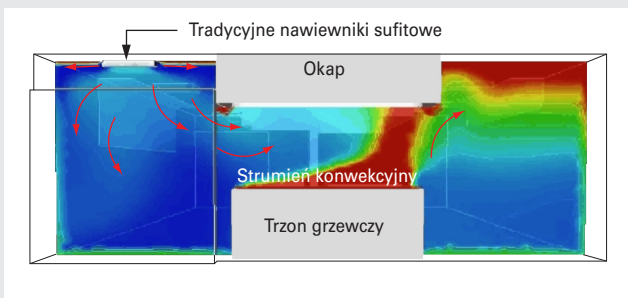 Tradycyjne nawiewniki sufitowe
Okap
Strumień konwekcyjny
Trzon grzewczy